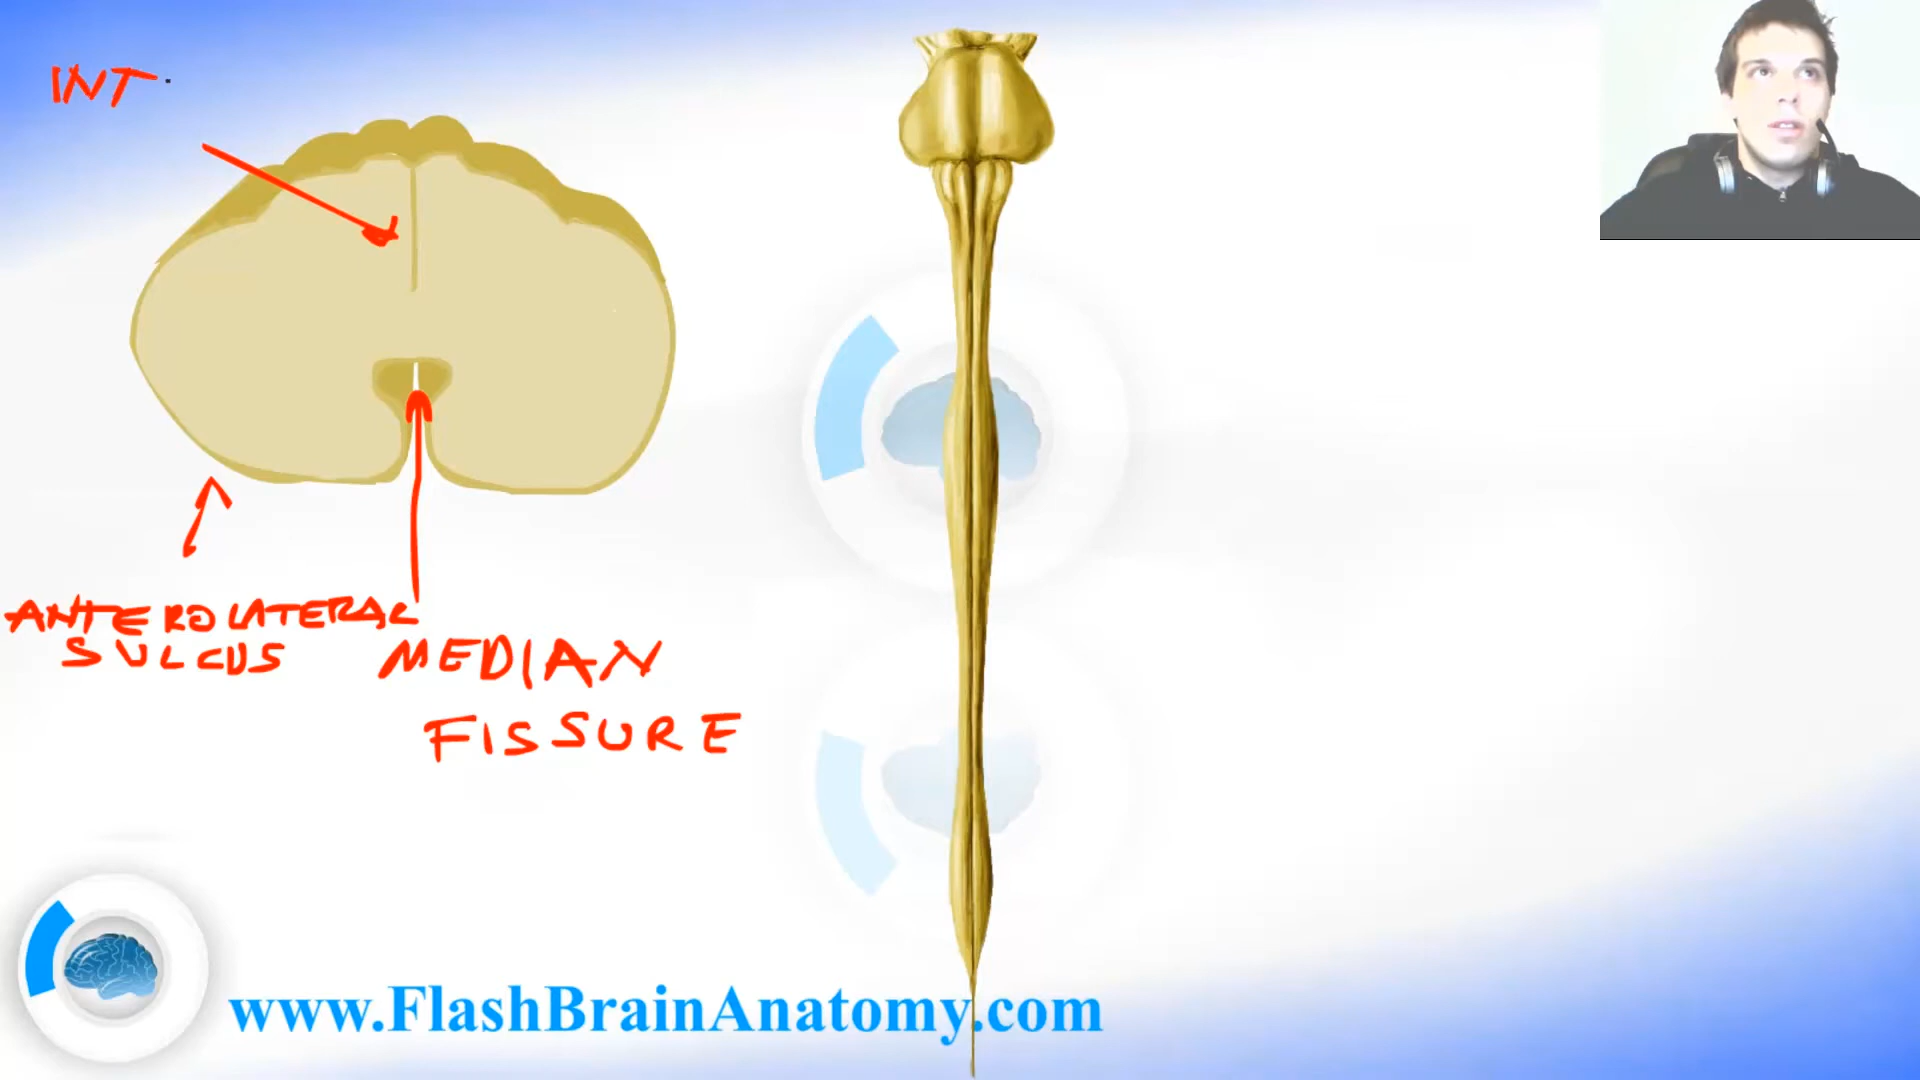 INT
ANTEROLATERAL
SULCUS
MEDIAN
FISSURE
www.FlashBrainAnatomy.com